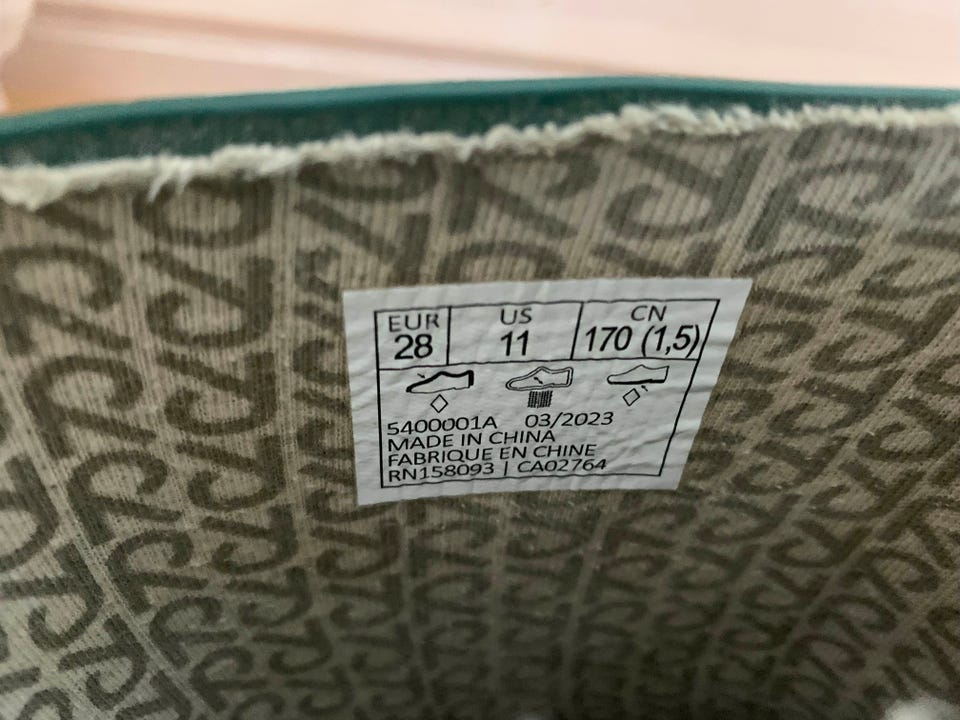 EUR US CN
28 11 170 (1,5)
5400001A 03/2023
MADE IN CHINA
FABRIQUE EN CHINE
RN158093 | CA02764